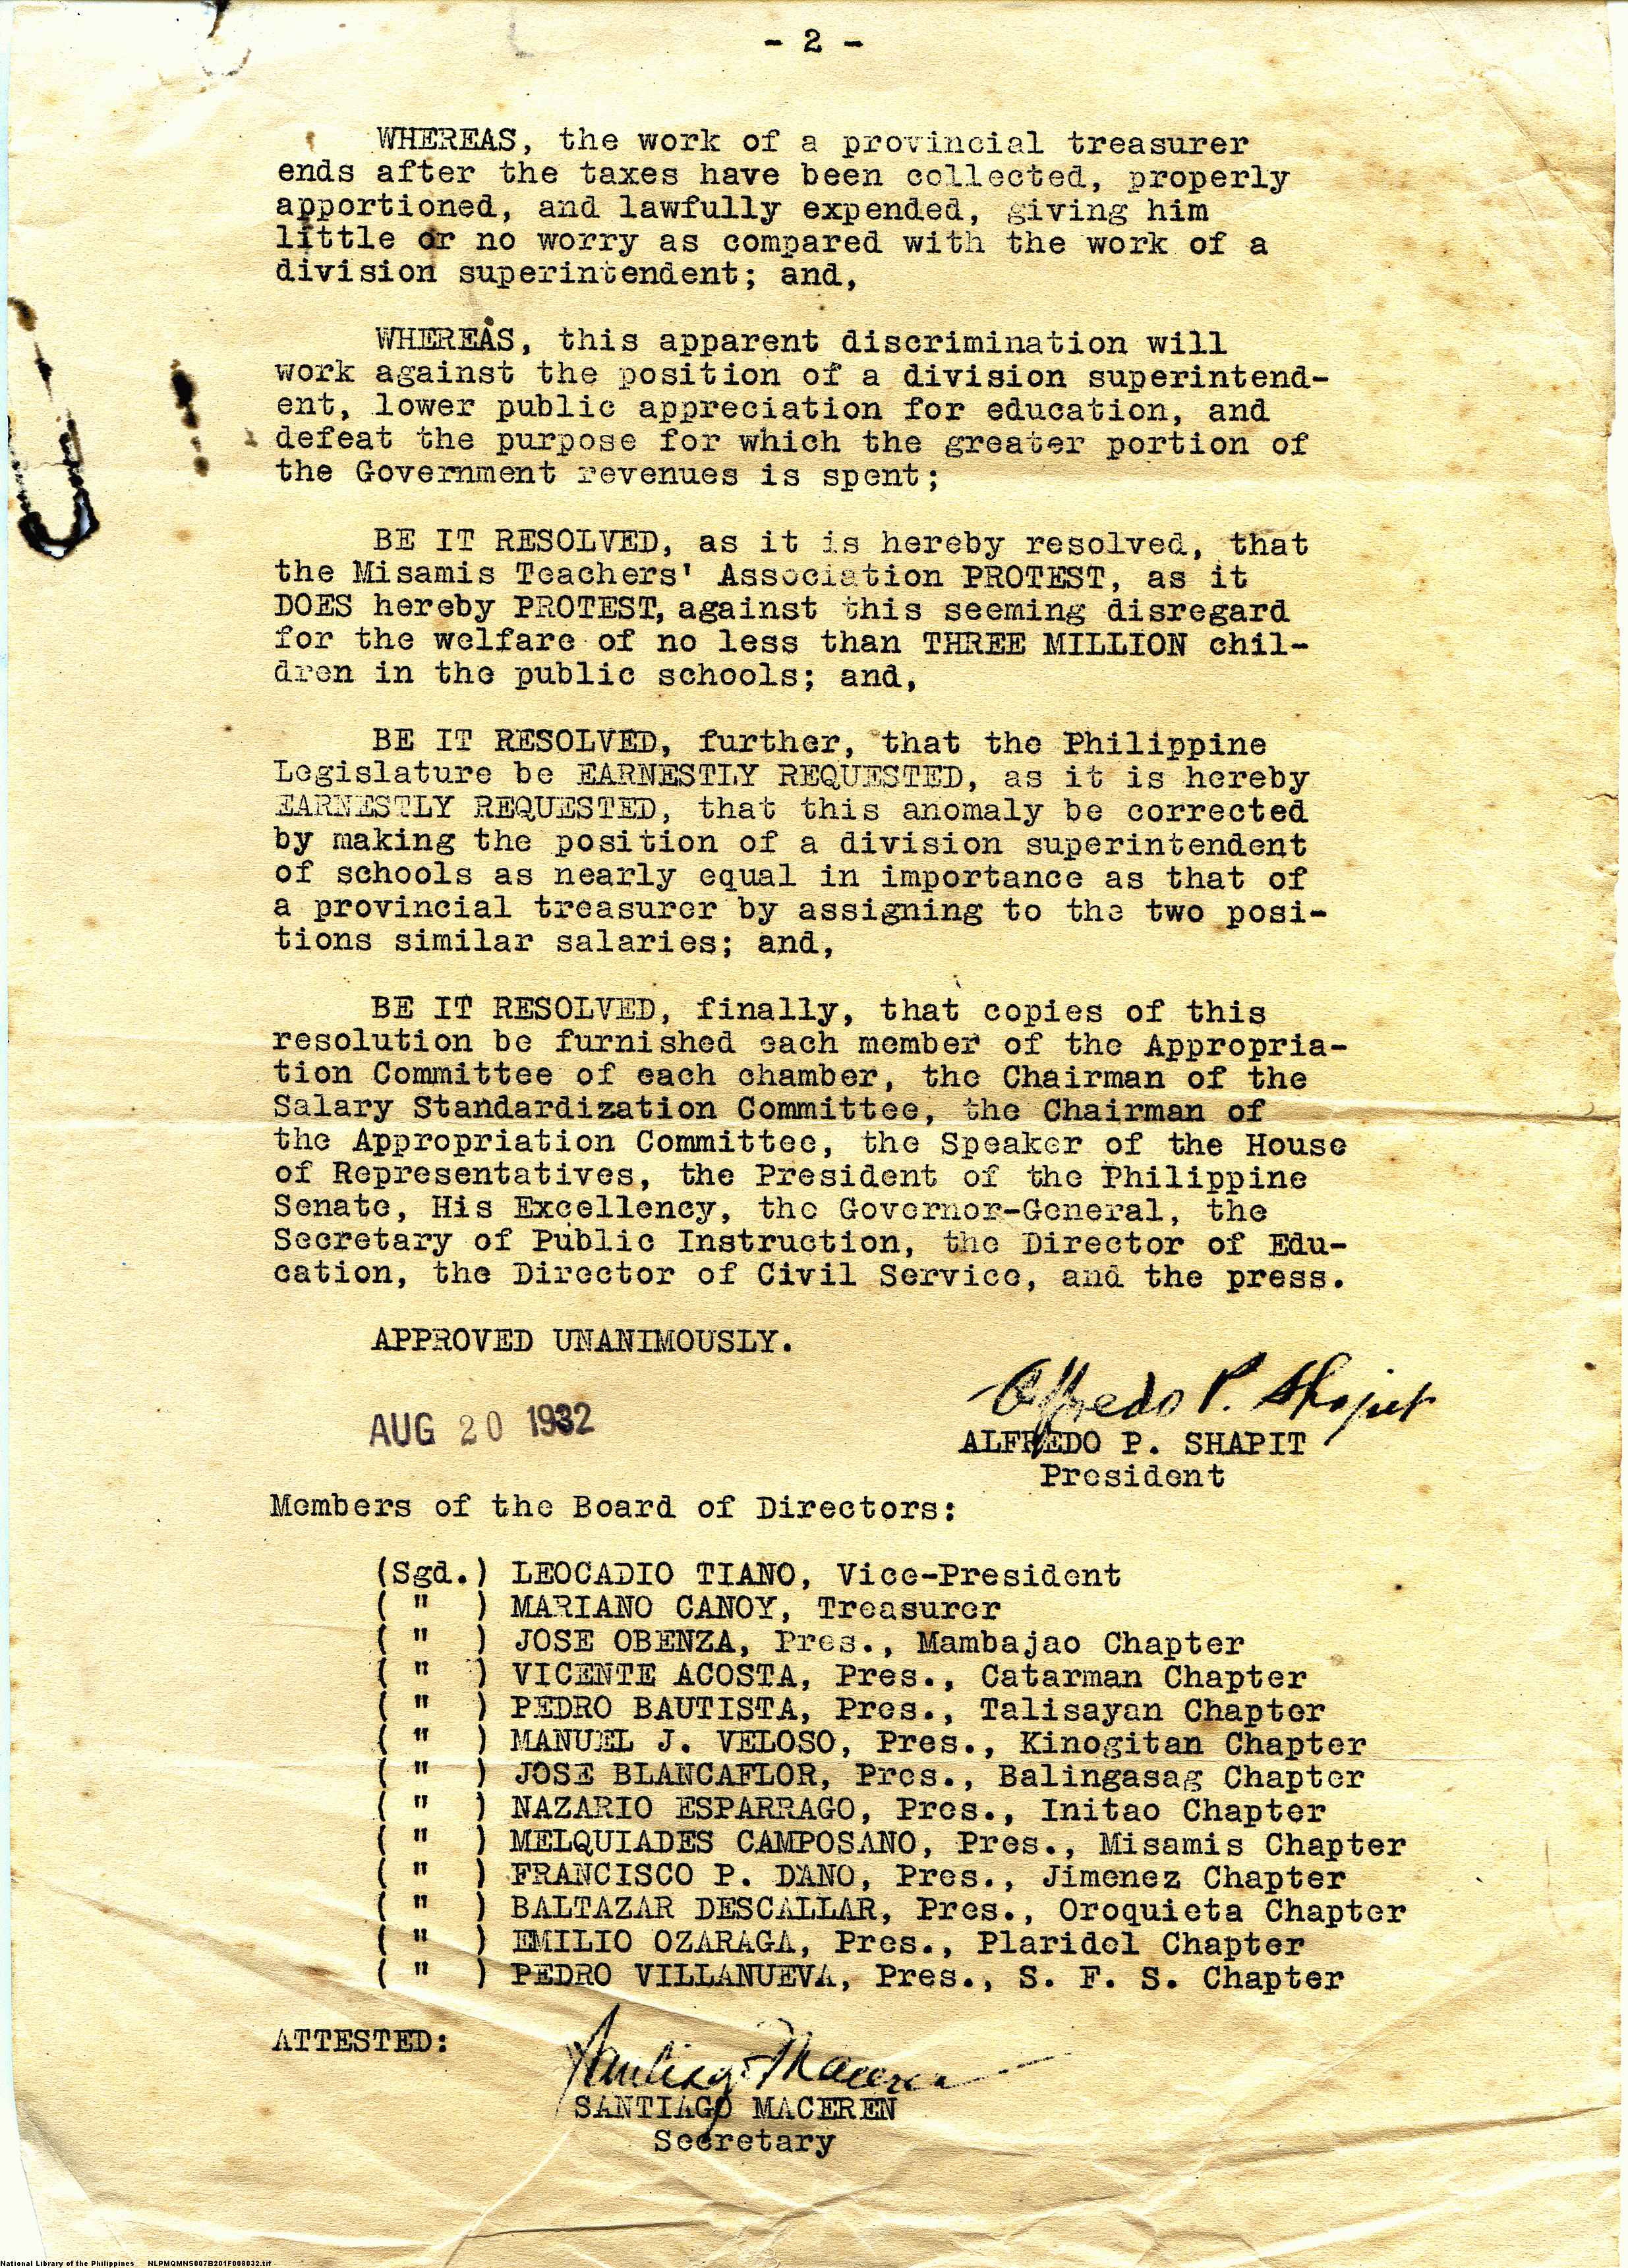 - 2 -
WHEREAS, the work of a provincial treasurer
ends after the taxes have been collected, properly
apportioned, and lawfully expended, giving him
little or no worry as compared with the work of a
division superintendent; and,
WHEREAS, this apparent discrimination will
work against the position of a division superintend-
ent, lower public appreciation for education, and
defeat the purpose for which the greater portion of
the Government revenues is spent;
BE IT RESOLVED, as it is hereby resolved, that
the Misamis Teachers' Association PROTEST, as it
DOES hereby PROTEST, against this seeming disregard
for the welfare of no less than THREE MILLION chil-
dren in the public schools; and,
BE IT RESOLVED, further, that the Philippine
Legislature be EARNESTLY REQUESTED, as it is hereby
EARNESTLY REQUESTED, that this anomaly be corrected
by making the position of a division superintendent
of schools as nearly equal in importance as that of
a provincial treasurer by assigning to the two posi-
tions similar salaries; and,
BE IT RESOLVED, finally, that copies of this
resolution be furnished each member of the Appropria-
tion Committee of each chamber, the Chairman of the
Salary Standardization Committee, the Chairman of
the Appropriation Committee, the Speaker of the House
of Representatives, the President of the Philippine
Senate, His Excellency, the Governor-General, the
Secretary of Public Instruction, the Director of Edu-
cation, the Director of Civil Service, and the press.
APPROVED UNANIMOUSLY.
Alfredo P. Shapit
AUG 20 1932
ALFREDO P. SHAPIT
President
Members of the Board of Directors:
(Sgd.) LEOCADIO TIANO, Vice-President
( " ) MARIANO CANOY, Treasurer
( " ) JOSE OBENZA, Pres., Mambajao Chapter
( " ) VICENTE ACOSTA, Pres., Catarman Chapter
( " ) PEDRO BAUTISTA, Pres., Talisayan Chapter
( " ) MANUEL J. VELOSO, Pres., Kinogitan Chapter
( " ) JOSE BLANCAFLOR, Pres., Balingasag Chapter
( " ) NAZARIO ESPARRAGO, Pres., Initao Chapter
( " ) MELQUIADES CAMPOSANO, Pres., Misamis Chapter
( " ) FRANCISCO P. DANO, Pres., Jimenez Chapter
( " ) BALTAZAR DESCALLAR, Pres., Oroquieta Chapter
( " ) EMILIO OZARAGA, Pres., Plaridel Chapter
( " ) PEDRO VILLANUEVA, Pres., S. F. S. Chapter
ATTESTED:
Santiago Maceren
SANTIAGO MACEREN
Secretary
National Library of the Philippines NLPMQMNS007B201F008032.tif